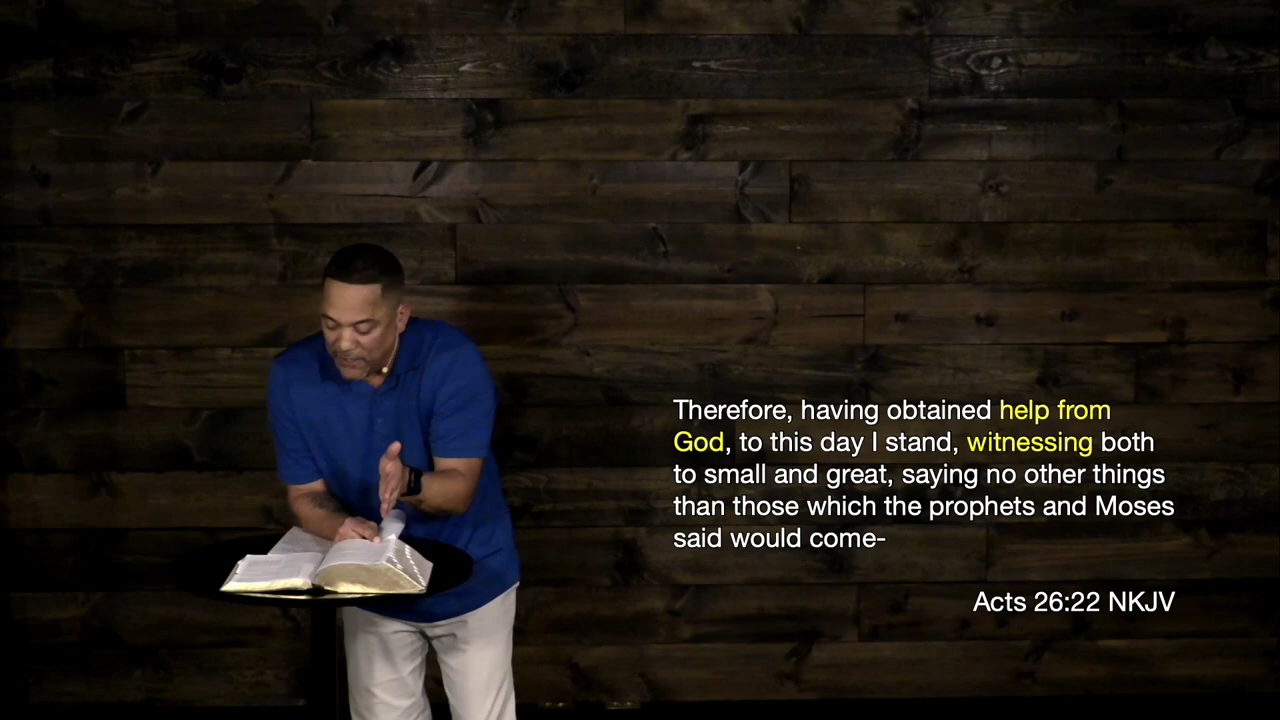 Therefore, having obtained help from
God, to this day I stand, witnessing both
to small and great, saying no other things
than those which the prophets and Moses
said would come-
Acts 26:22 NKJV